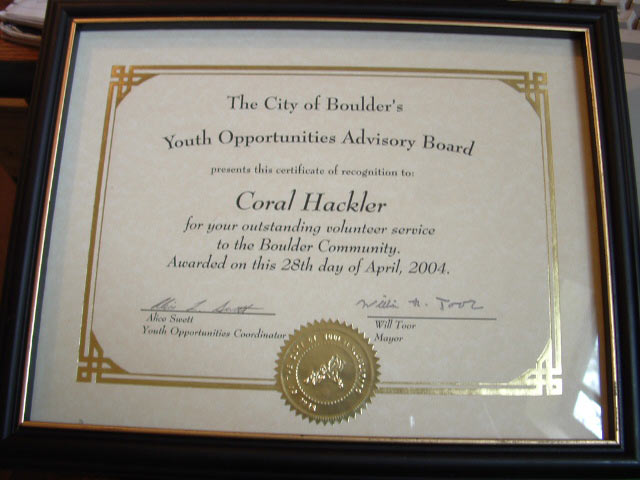 The City of Boulder's
Youth Opportunities Advisory Board
presents this certificate of recognition to:
Coral Hackler
for your outstanding volunteer service
to the Boulder Community.
Awarded on this 28th day of April, 2004.
Will Toor
Alice Swett
Youth Opportunities Coordinator
Will Toor
Mayor